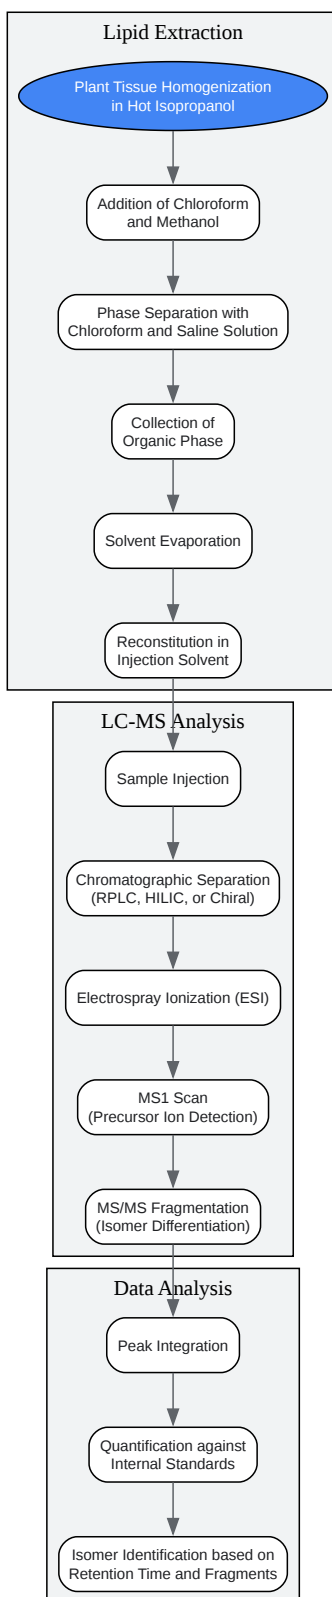 Lipid Extraction
Plant Tissue Homogenization
in Hot Isopropanol
Addition of Chloroform
and Methanol
Phase Separation with
Chloroform and Saline Solution
Collection of
Organic Phase
Solvent Evaporation
Reconstitution in
Injection Solvent
LC-MS Analysis
Sample Injection
Chromatographic Separation
(RPLC, HILIC, or Chiral)
Electrospray Ionization (ESI)
MS1 Scan
(Precursor Ion Detection)
MS/MS Fragmentation
(Isomer Differentiation)
Data Analysis
Peak Integration
Quantification against
Internal Standards
Isomer Identification based on
Retention Time and Fragments